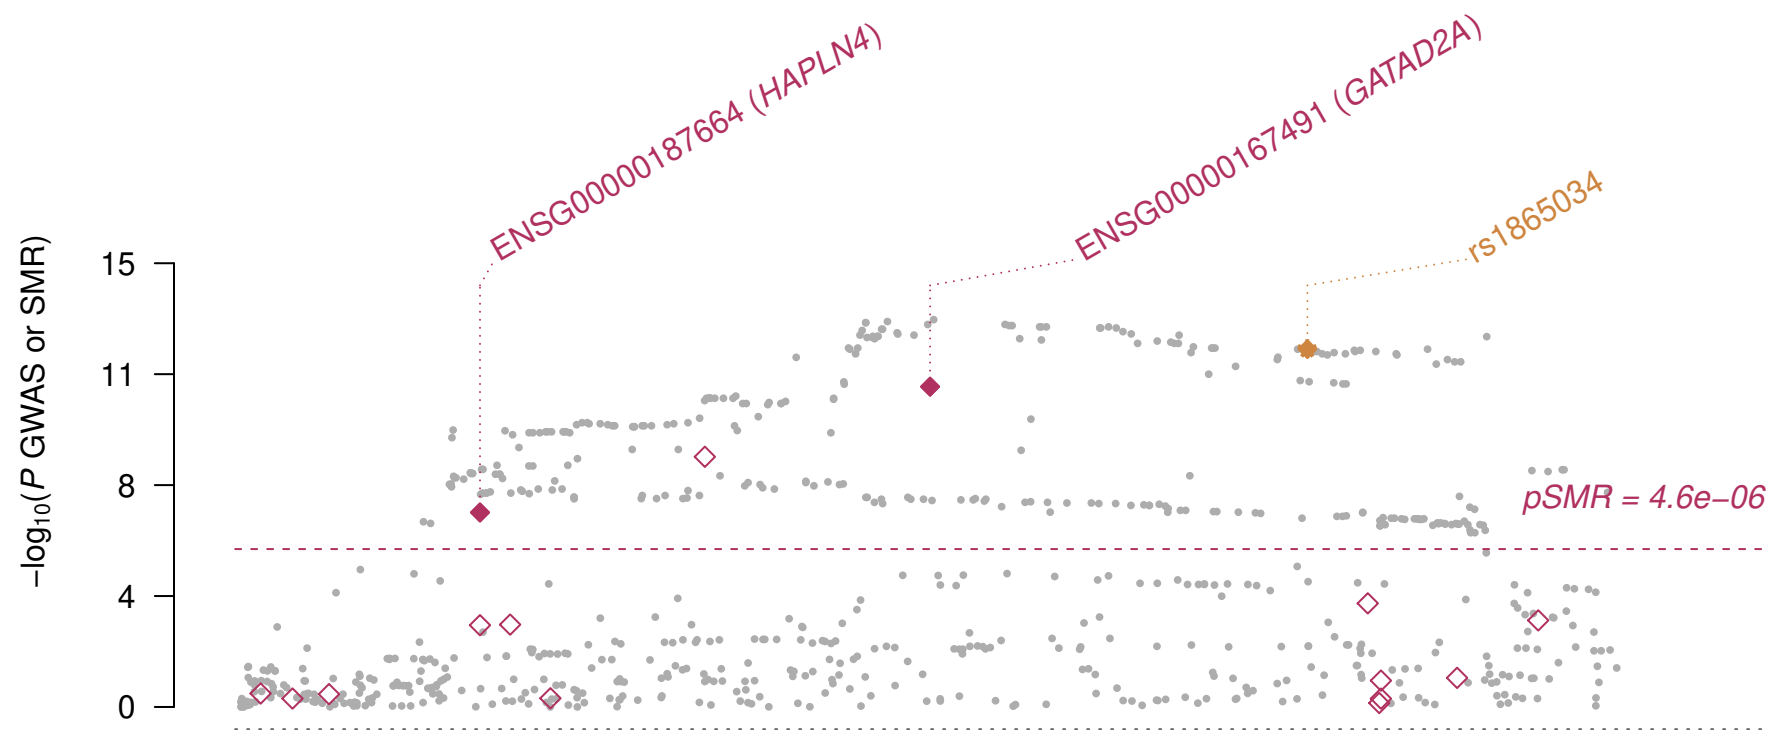 ENSG00000187664 (HAPLN4)
ENSG00000167491 (GATAD2A)
rs1865034
−log10(P GWAS or SMR)
15
11
8
4
0
pSMR = 4.6e−06